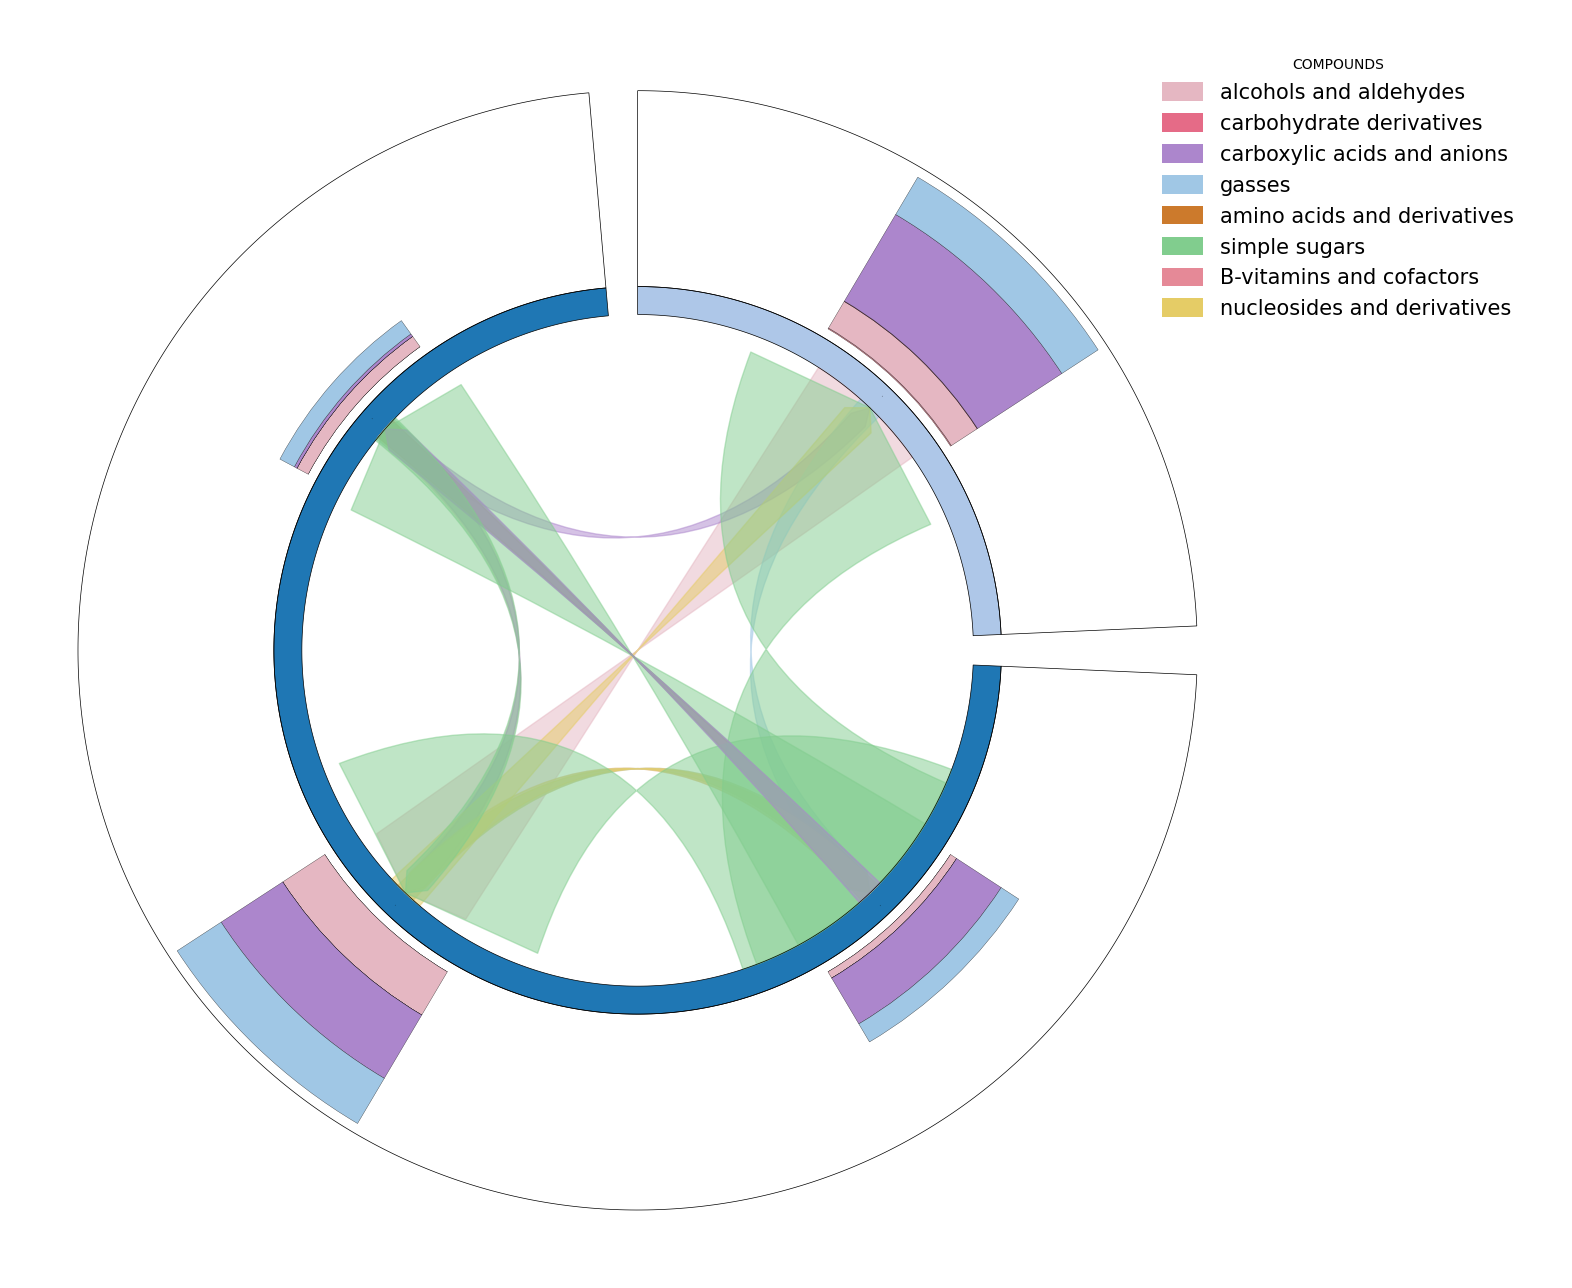 COMPOUNDS
alcohols and aldehydes
carbohydrate derivatives
carboxylic acids and anions
gasses
amino acids and derivatives
simple sugars
B-vitamins and cofactors
nucleosides and derivatives